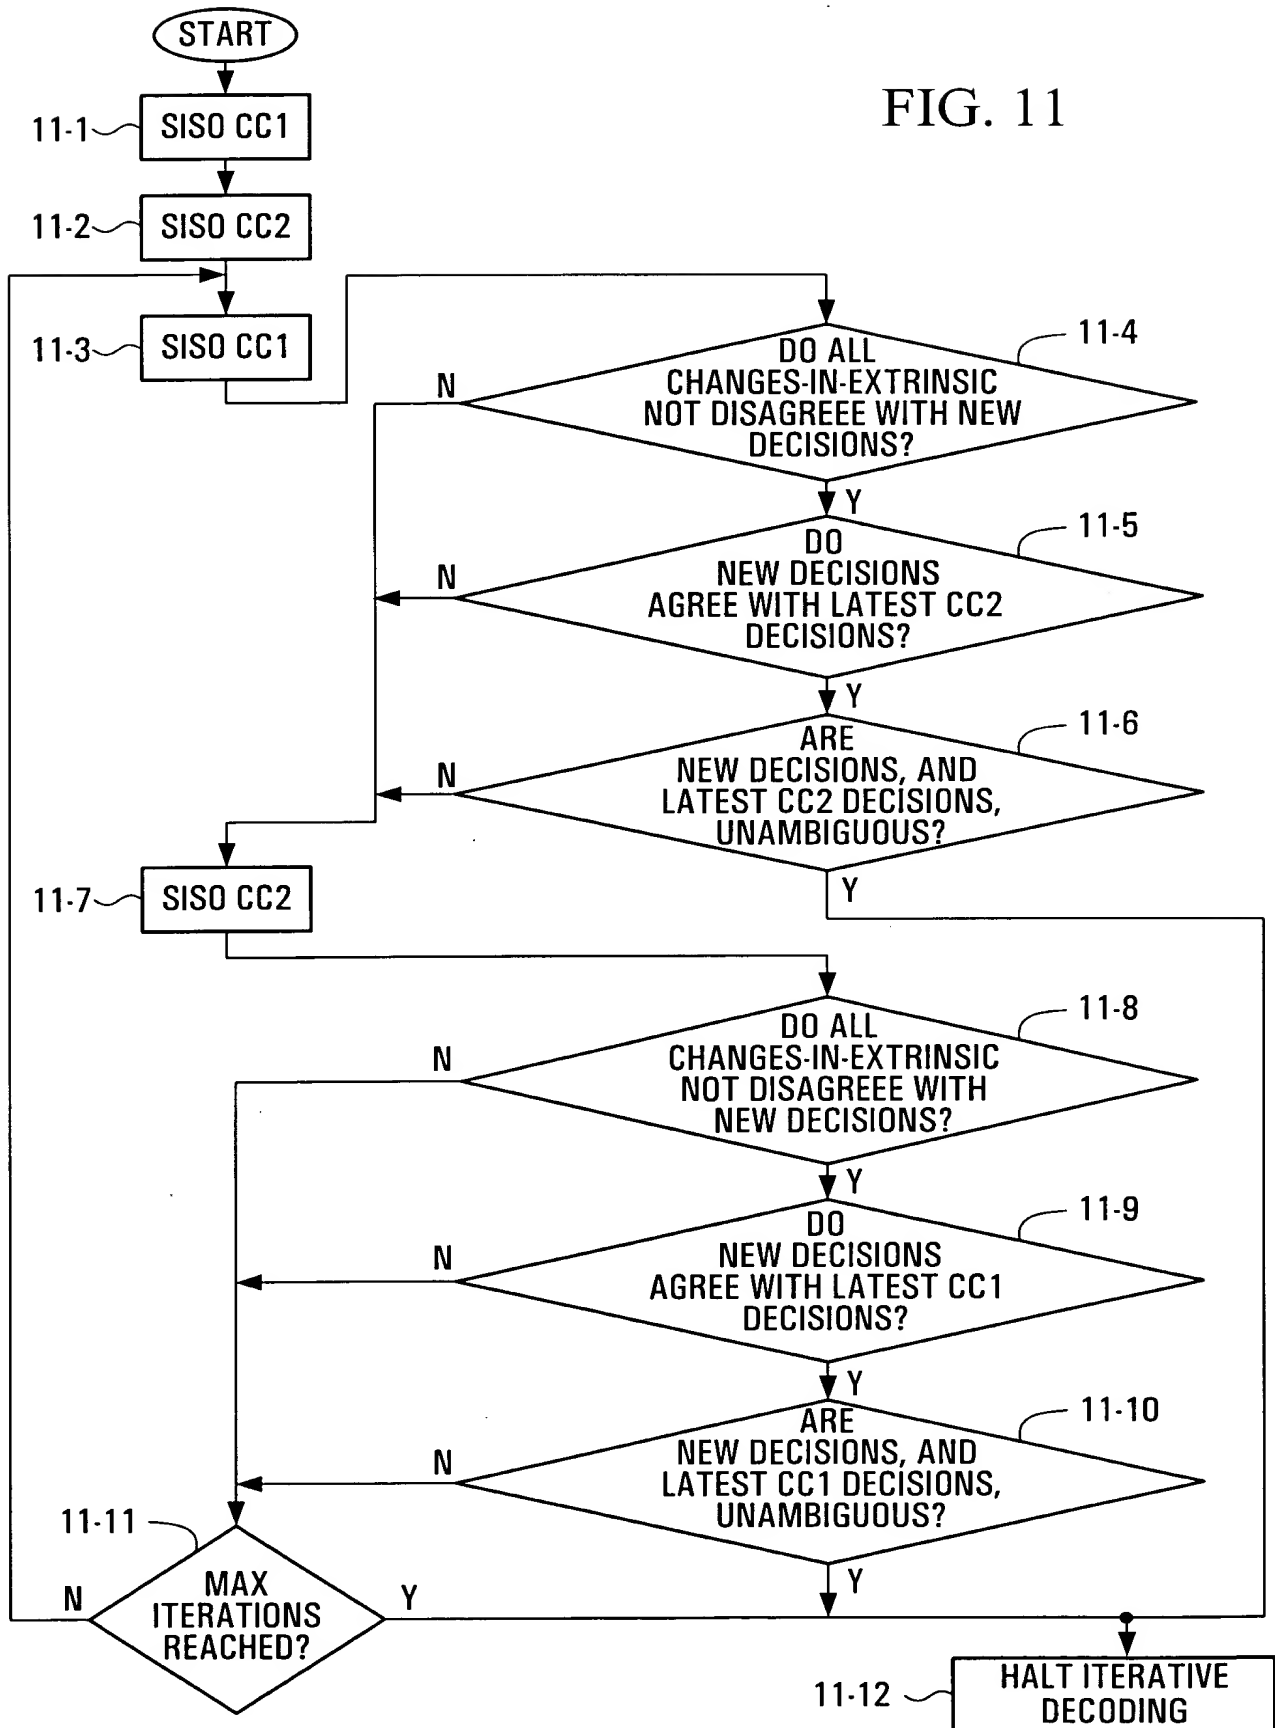 START
FIG. 11
11-1
SISO CC1
11-2
SISO CC2
11-3
SISO CC1
11-4
DO ALL
CHANGES-IN-EXTRINSIC
NOT DISAGREEE WITH NEW
DECISIONS?
N
Y
11-5
DO
NEW DECISIONS
AGREE WITH LATEST CC2
DECISIONS?
N
Y
11-6
ARE
NEW DECISIONS, AND
LATEST CC2 DECISIONS,
UNAMBIGUOUS?
N
Y
11-7
SISO CC2
11-8
DO ALL
CHANGES-IN-EXTRINSIC
NOT DISAGREEE WITH
NEW DECISIONS?
N
Y
11-9
DO
NEW DECISIONS
AGREE WITH LATEST CC1
DECISIONS?
N
Y
11-10
ARE
NEW DECISIONS, AND
LATEST CC1 DECISIONS,
UNAMBIGUOUS?
N
Y
11-11
MAX
ITERATIONS
REACHED?
N
Y
11-12
HALT ITERATIVE
DECODING